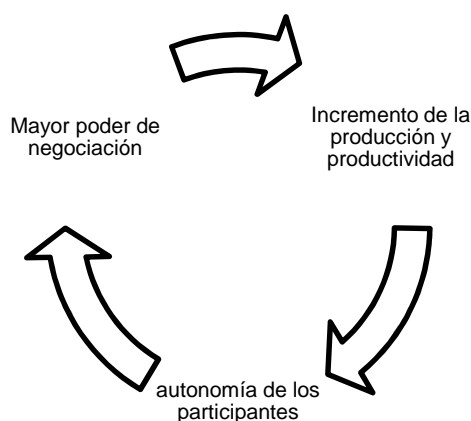 Mayor poder de
negociación
Incremento de la
producción y
productividad
autonomía de los
participantes